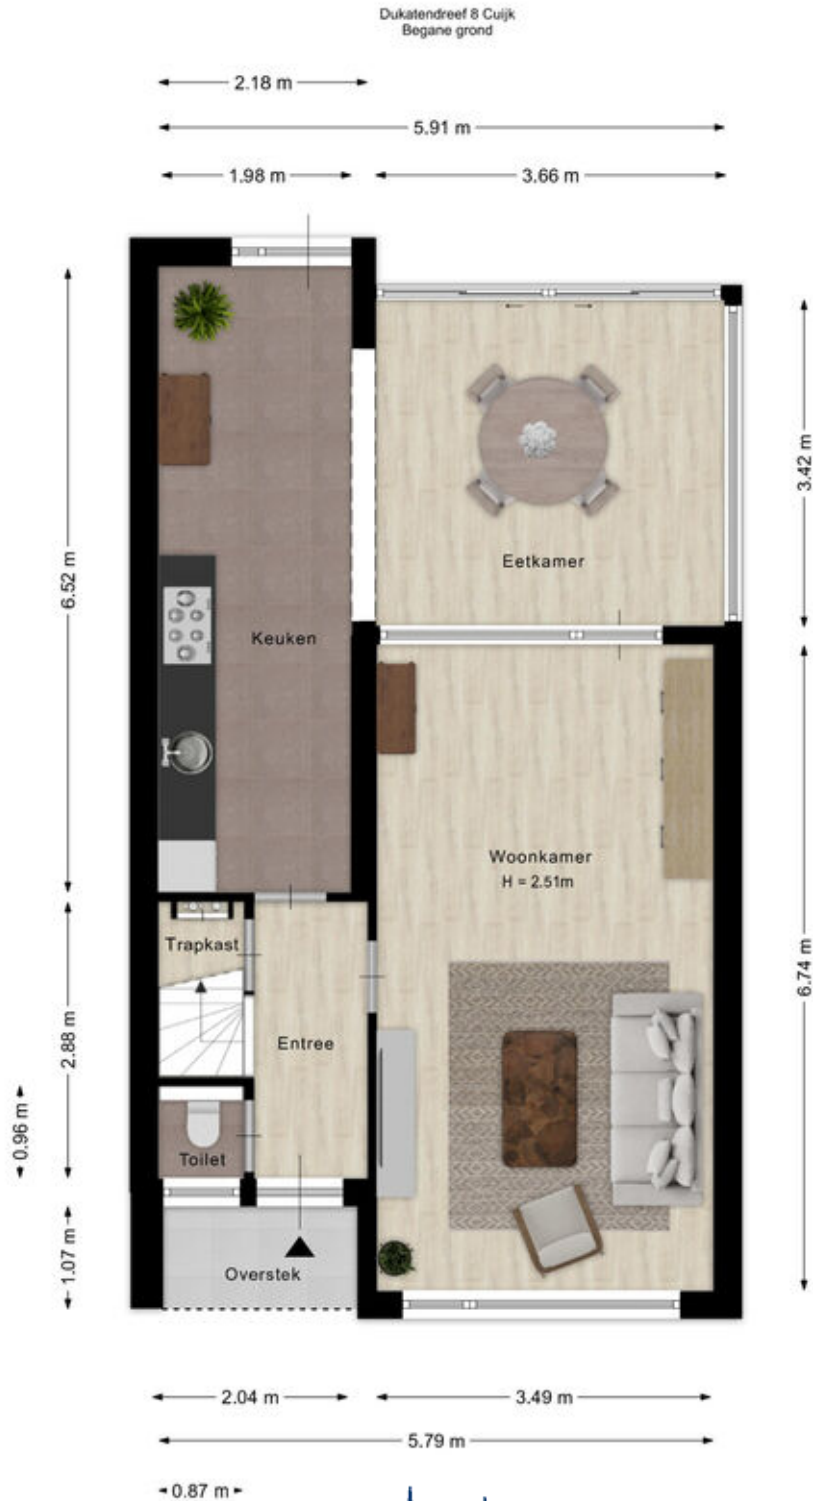 Dukatendreef 8 Cuijk
Begane grond
2.18 m
5.91 m
1.98 m
3.66 m
3.42 m
6.52 m
Eetkamer
Keuken
Woonkamer
H = 2.51m
Trapkast
6.74 m
2.88 m
Entree
0.96 m
Toilet
1.07 m
Overstek
2.04 m
3.49 m
5.79 m
0.87 m